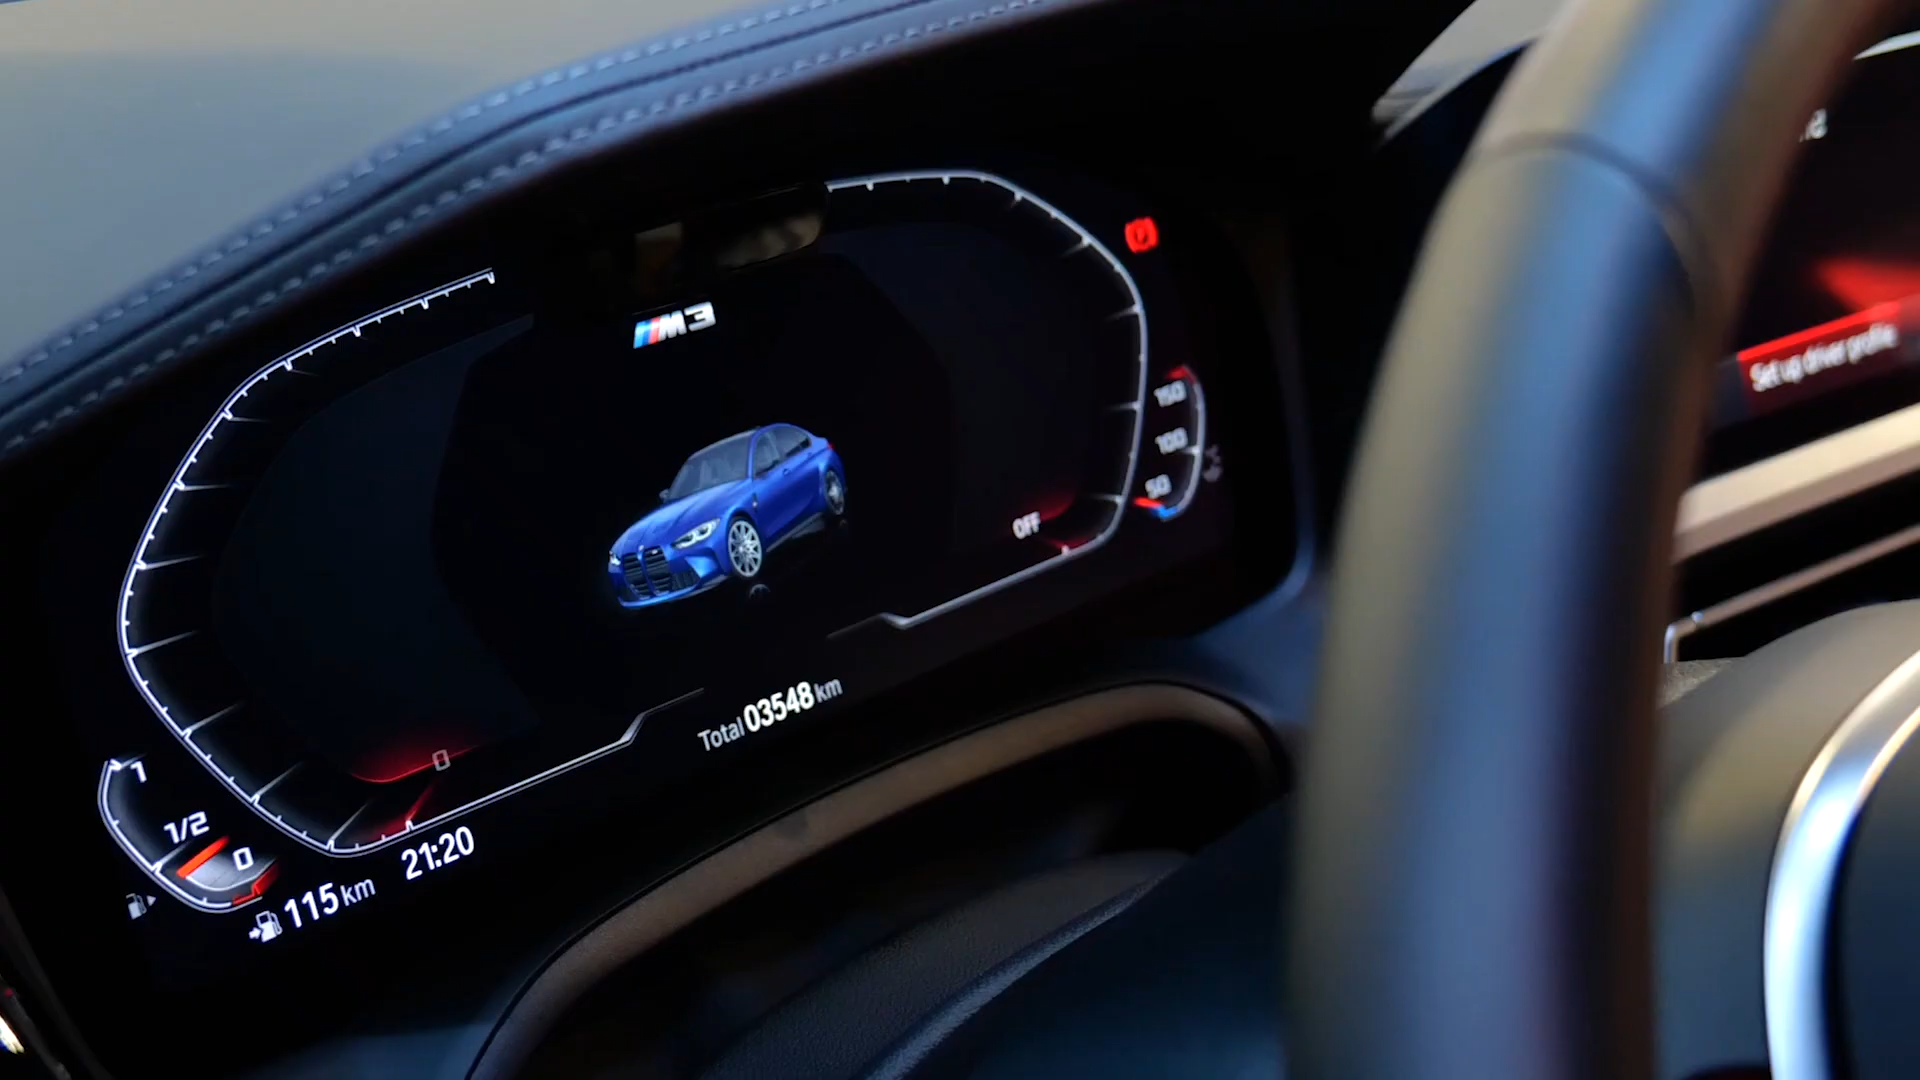 M3
150
100
50
OFF
Total 03548 km
0
1
1/2
0
115 km
21:20
Set up driver profile